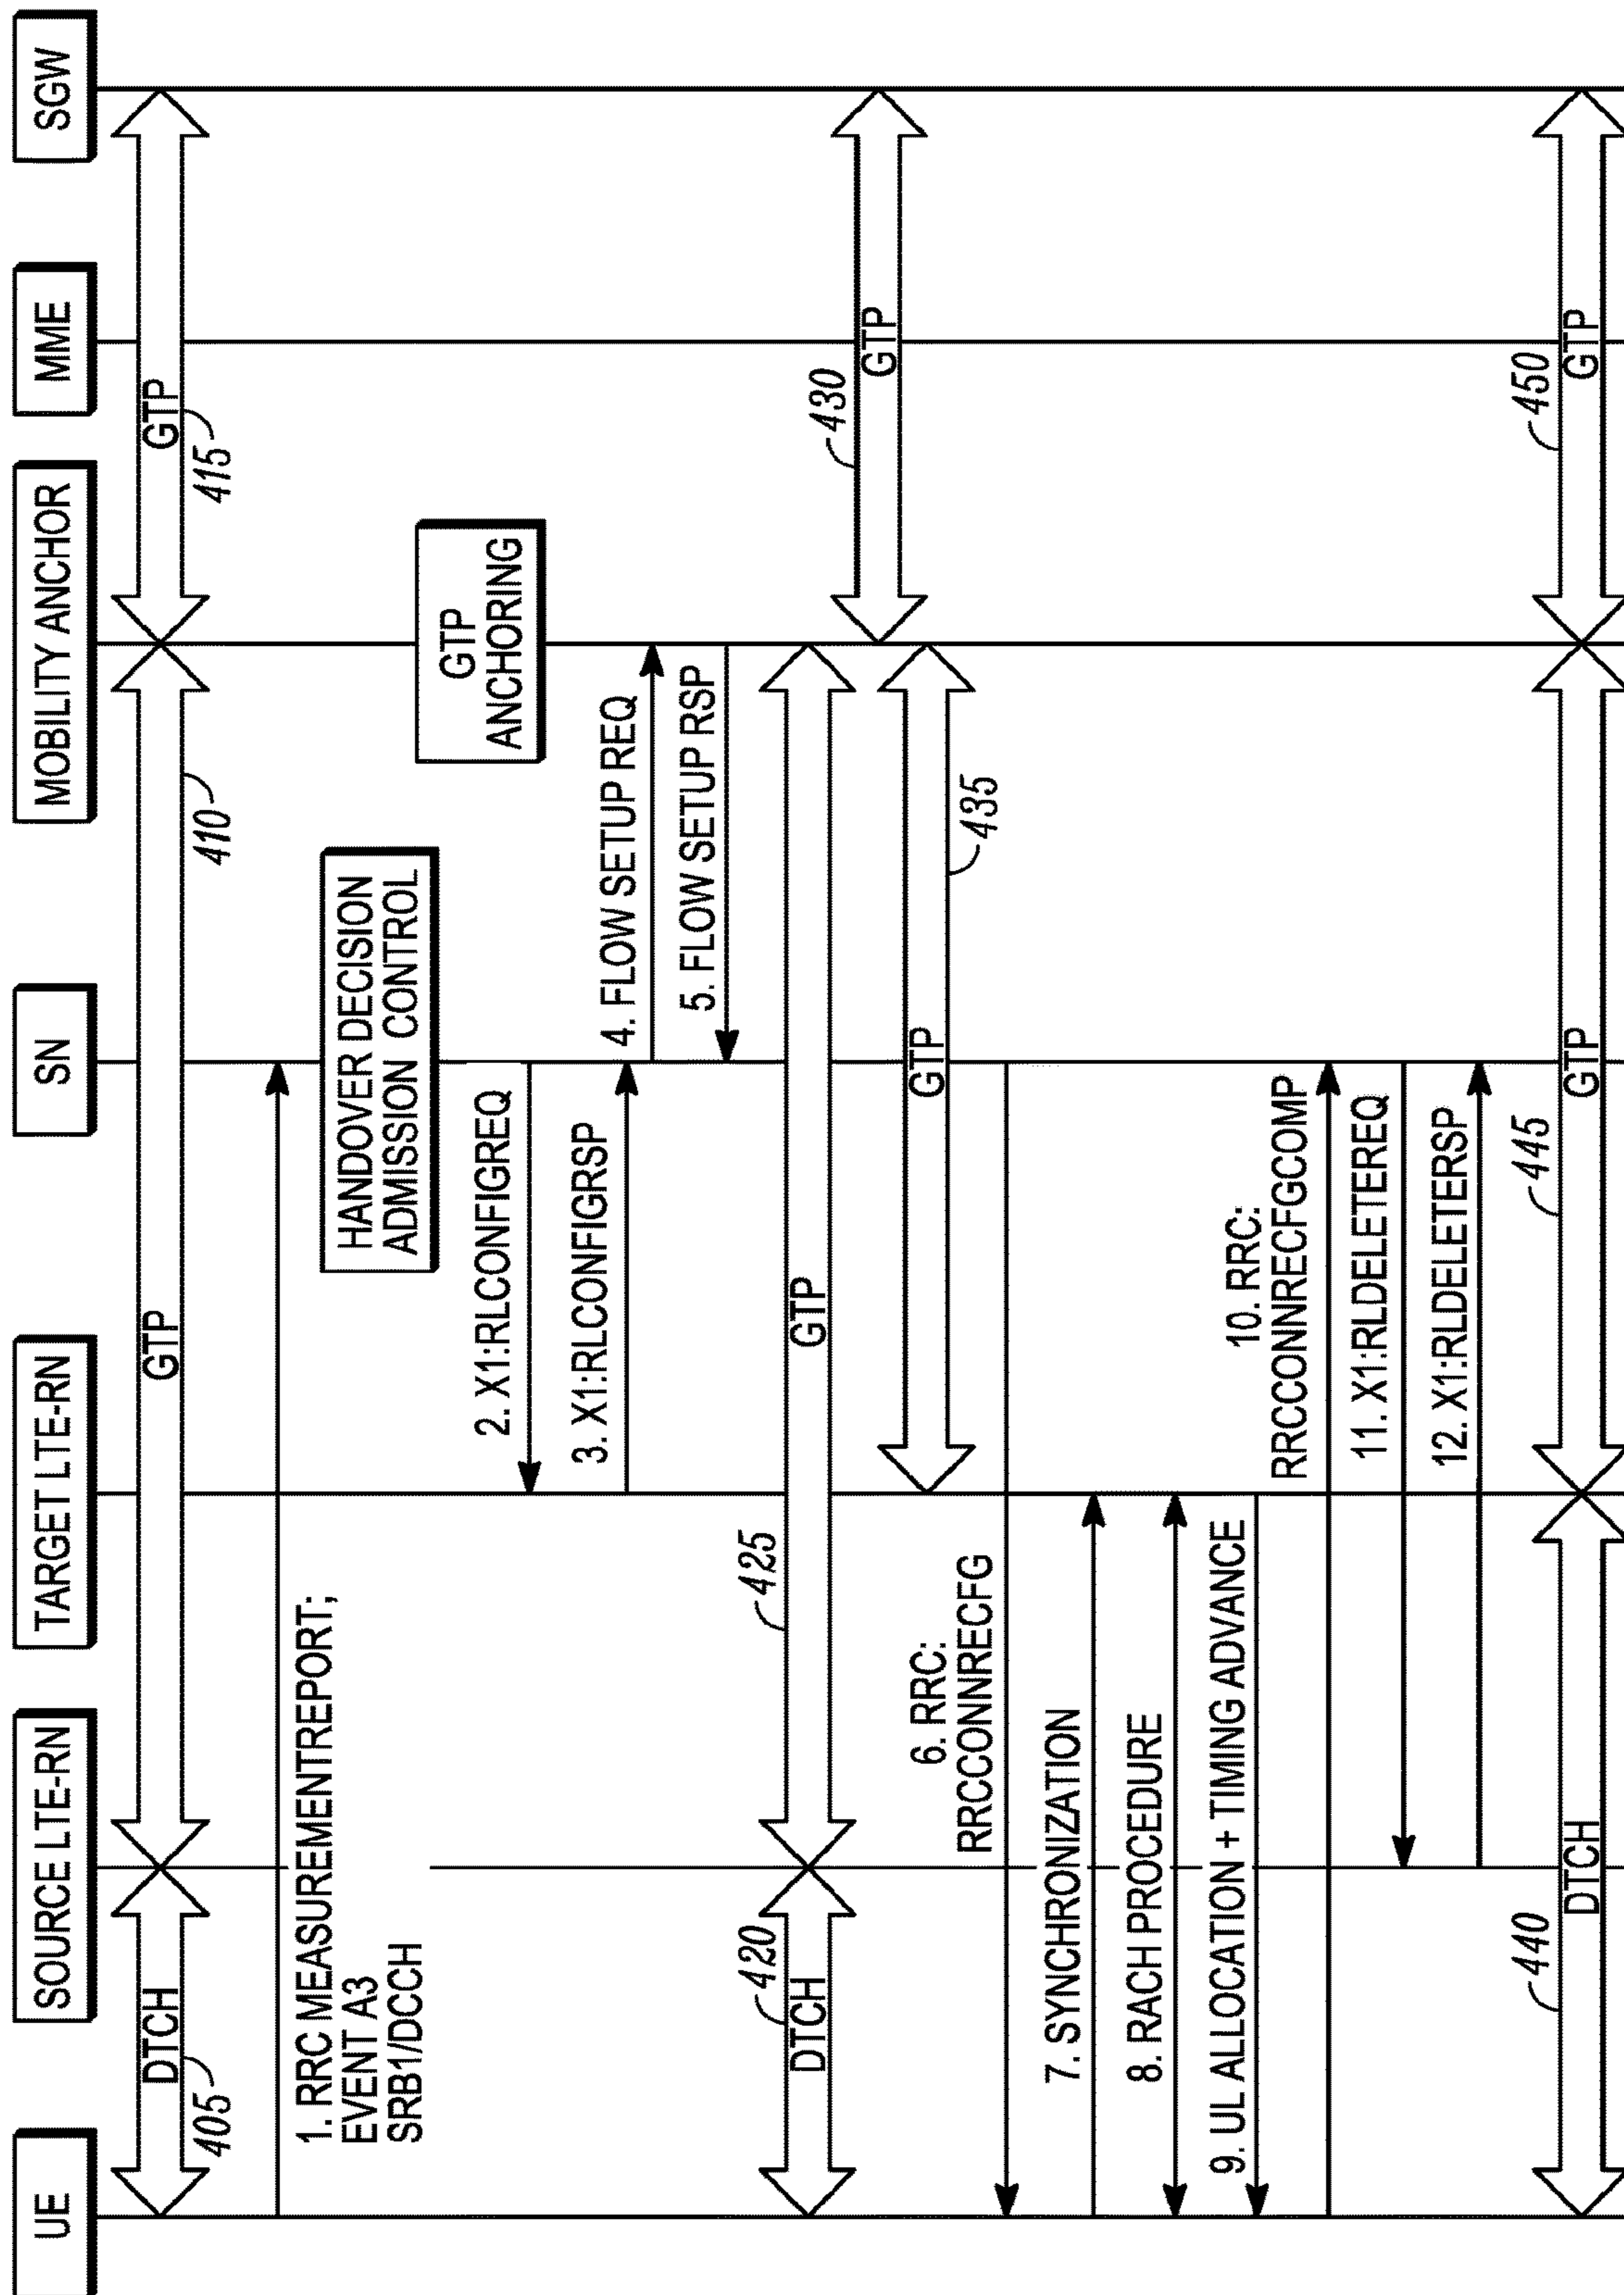 UE
SOURCE LTE-RN
TARGET LTE-RN
SN
MOBILITY ANCHOR
MME
SGW
DTCH
GTP
GTP
405
410
415
1. RRC MEASUREMENTREPORT;
EVENT A3
SRB1/DCCH
HANDOVER DECISION
ADMISSION CONTROL
GTP
ANCHORING
2. X1:RLCONFIGREQ
3. X1:RLCONFIGRSP
4. FLOW SETUP REQ
5. FLOW SETUP RSP
420
425
DTCH
GTP
430
GTP
GTP
435
6. RRC:
RRCCONNRECFG
7. SYNCHRONIZATION
8. RACH PROCEDURE
9. UL ALLOCATION + TIMING ADVANCE
10. RRC:
RRCCONNRECFGCOMP
11. X1:RLDELETEREQ
12. X1:RLDELETERSP
440
445
450
DTCH
GTP
GTP